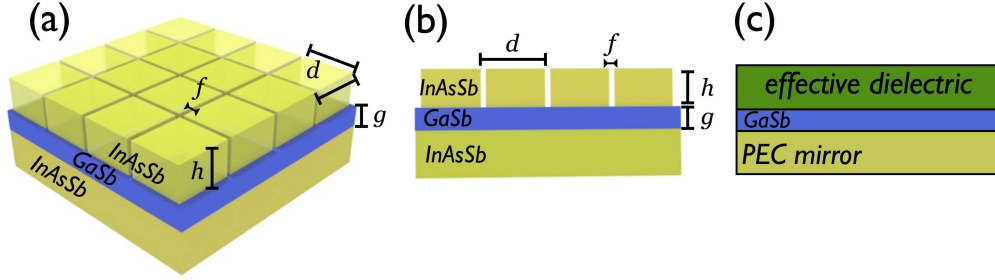 (a)
f
d
g
h
InAsSb
GaSb
InAsSb
(b)
d
f
InAsSb
h
GaSb
g
InAsSb
(c)
effective dielectric
GaSb
PEC mirror